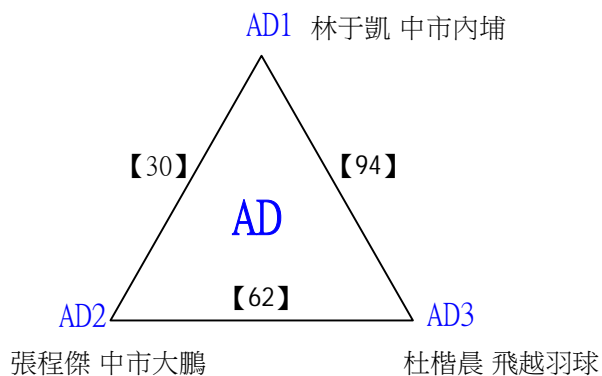 AD1 林于凱 中市內埔
【30】 【94】
AD
【62】
AD2 AD3
張程傑 中市大鵬 杜楷晨 飛越羽球